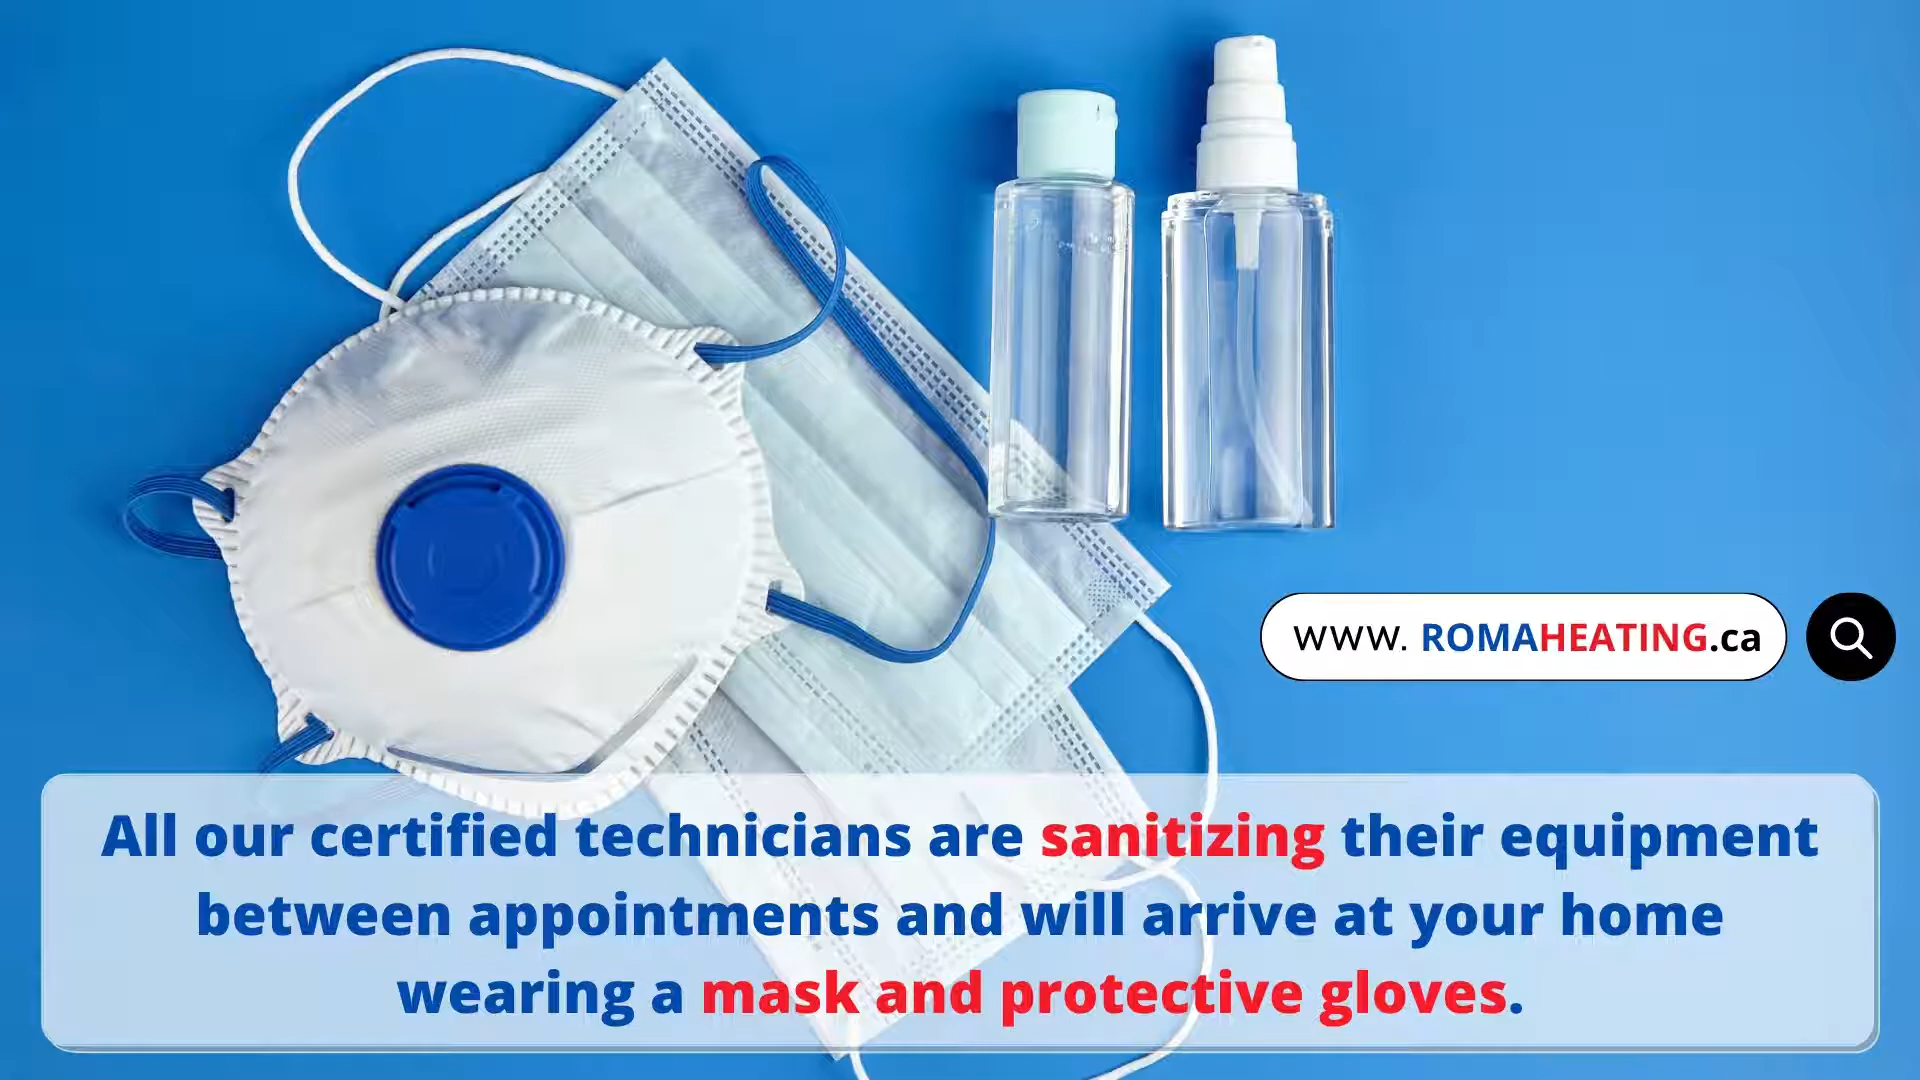 www. ROMAHEATING.ca
All our certified technicians are sanitizing their equipment
between appointments and will arrive at your home
wearing a mask and protective gloves.